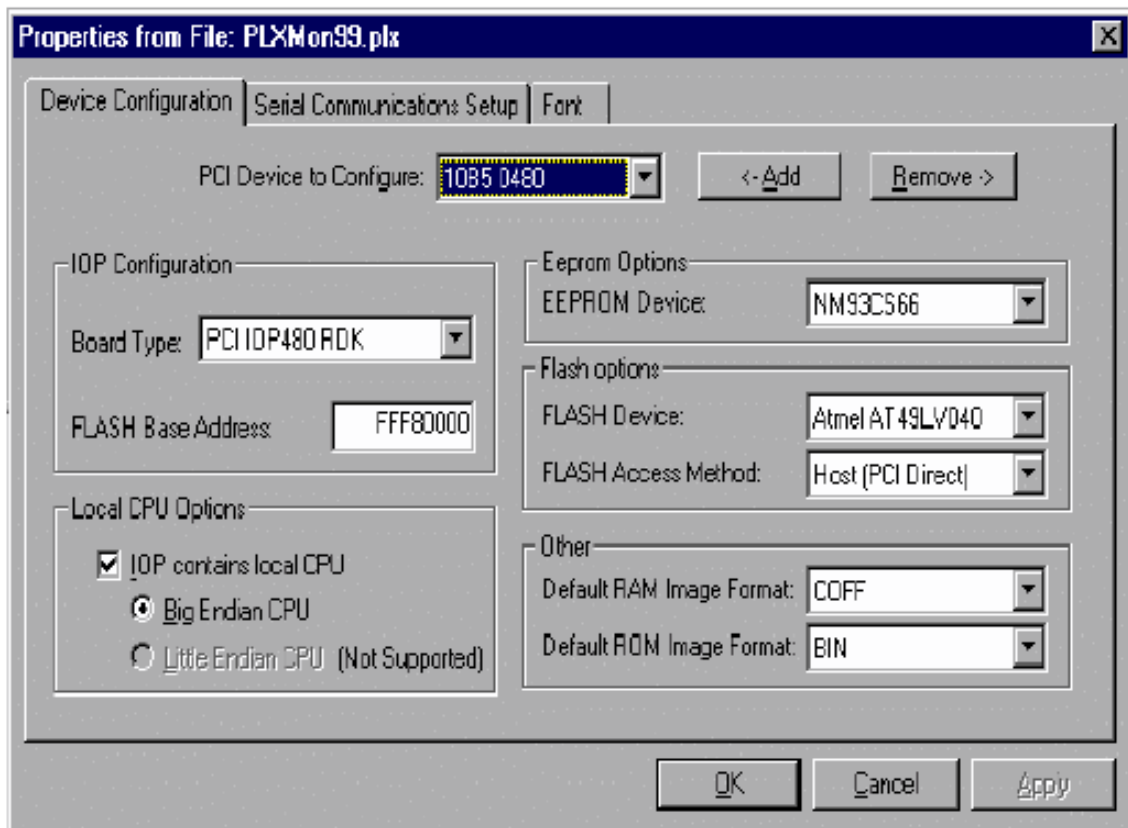 Properties from File: PLXMon99.plx
Device Configuration
Serial Communications Setup
Font
PCI Device to Configure:
10B5 0480
<-Add
Remove ->
IOP Configuration
Board Type:
PCI IOP480 RDK
FLASH Base Address:
FFF80000
Local CPU Options
IOP contains local CPU
Big Endian CPU
Little Endian CPU (Not Supported)
Eeprom Options
EEPROM Device:
NM93CS66
Flash options
FLASH Device:
Atmel AT49LV040
FLASH Access Method:
Host (PCI Direct)
Other
Default RAM Image Format:
COFF
Default ROM Image Format:
BIN
OK
Cancel
Apply